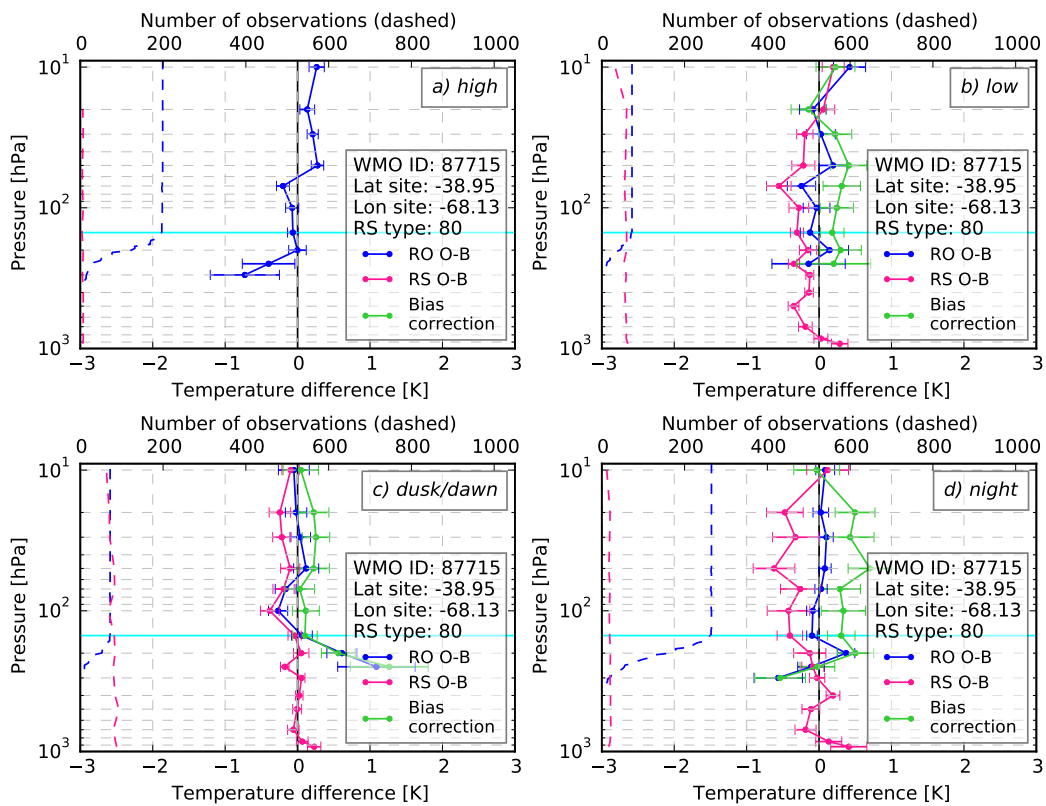 Number of observations (dashed)
0 200 400 600 800 1000
10¹
10²
10³
Pressure [hPa]
a) high
WMO ID: 87715
Lat site: -38.95
Lon site: -68.13
RS type: 80
RO O-B
RS O-B
Bias
correction
−3 −2 −1 0 1 2 3
Temperature difference [K]
Number of observations (dashed)
0 200 400 600 800 1000
10¹
10²
10³
Pressure [hPa]
b) low
WMO ID: 87715
Lat site: -38.95
Lon site: -68.13
RS type: 80
RO O-B
RS O-B
Bias
correction
−3 −2 −1 0 1 2 3
Temperature difference [K]
Number of observations (dashed)
0 200 400 600 800 1000
10¹
10²
10³
Pressure [hPa]
c) dusk/dawn
WMO ID: 87715
Lat site: -38.95
Lon site: -68.13
RS type: 80
RO O-B
RS O-B
Bias
correction
−3 −2 −1 0 1 2 3
Temperature difference [K]
Number of observations (dashed)
0 200 400 600 800 1000
10¹
10²
10³
Pressure [hPa]
d) night
WMO ID: 87715
Lat site: -38.95
Lon site: -68.13
RS type: 80
RO O-B
RS O-B
Bias
correction
−3 −2 −1 0 1 2 3
Temperature difference [K]